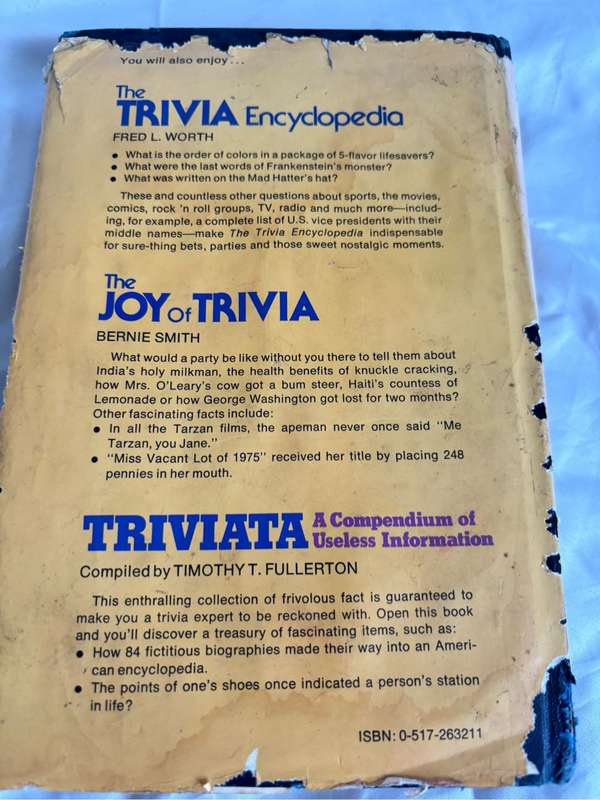 You will also enjoy...
The
TRIVIA Encyclopedia
FRED L. WORTH
• What is the order of colors in a package of 5-flavor lifesavers?
• What were the last words of Frankenstein's monster?
• What was written on the Mad Hatter's hat?
These and countless other questions about sports, the movies,
comics, rock 'n roll groups, TV, radio and much more—includ-
ing, for example, a complete list of U.S. vice presidents with their
middle names—make The Trivia Encyclopedia indispensable
for sure-thing bets, parties and those sweet nostalgic moments.
The
JOY of TRIVIA
BERNIE SMITH
What would a party be like without you there to tell them about
India's holy milkman, the health benefits of knuckle cracking,
how Mrs. O'Leary's cow got a bum steer, Haiti's countess of
Lemonade or how George Washington got lost for two months?
Other fascinating facts include:
• In all the Tarzan films, the apeman never once said "Me
Tarzan, you Jane."
• "Miss Vacant Lot of 1975" received her title by placing 248
pennies in her mouth.
TRIVIATA A Compendium of
Useless Information
Compiled by TIMOTHY T. FULLERTON
This enthralling collection of frivolous fact is guaranteed to
make you a trivia expert to be reckoned with. Open this book
and you'll discover a treasury of fascinating items, such as:
• How 84 fictitious biographies made their way into an Ameri-
can encyclopedia.
• The points of one's shoes once indicated a person's station
in life?
ISBN: 0-517-263211